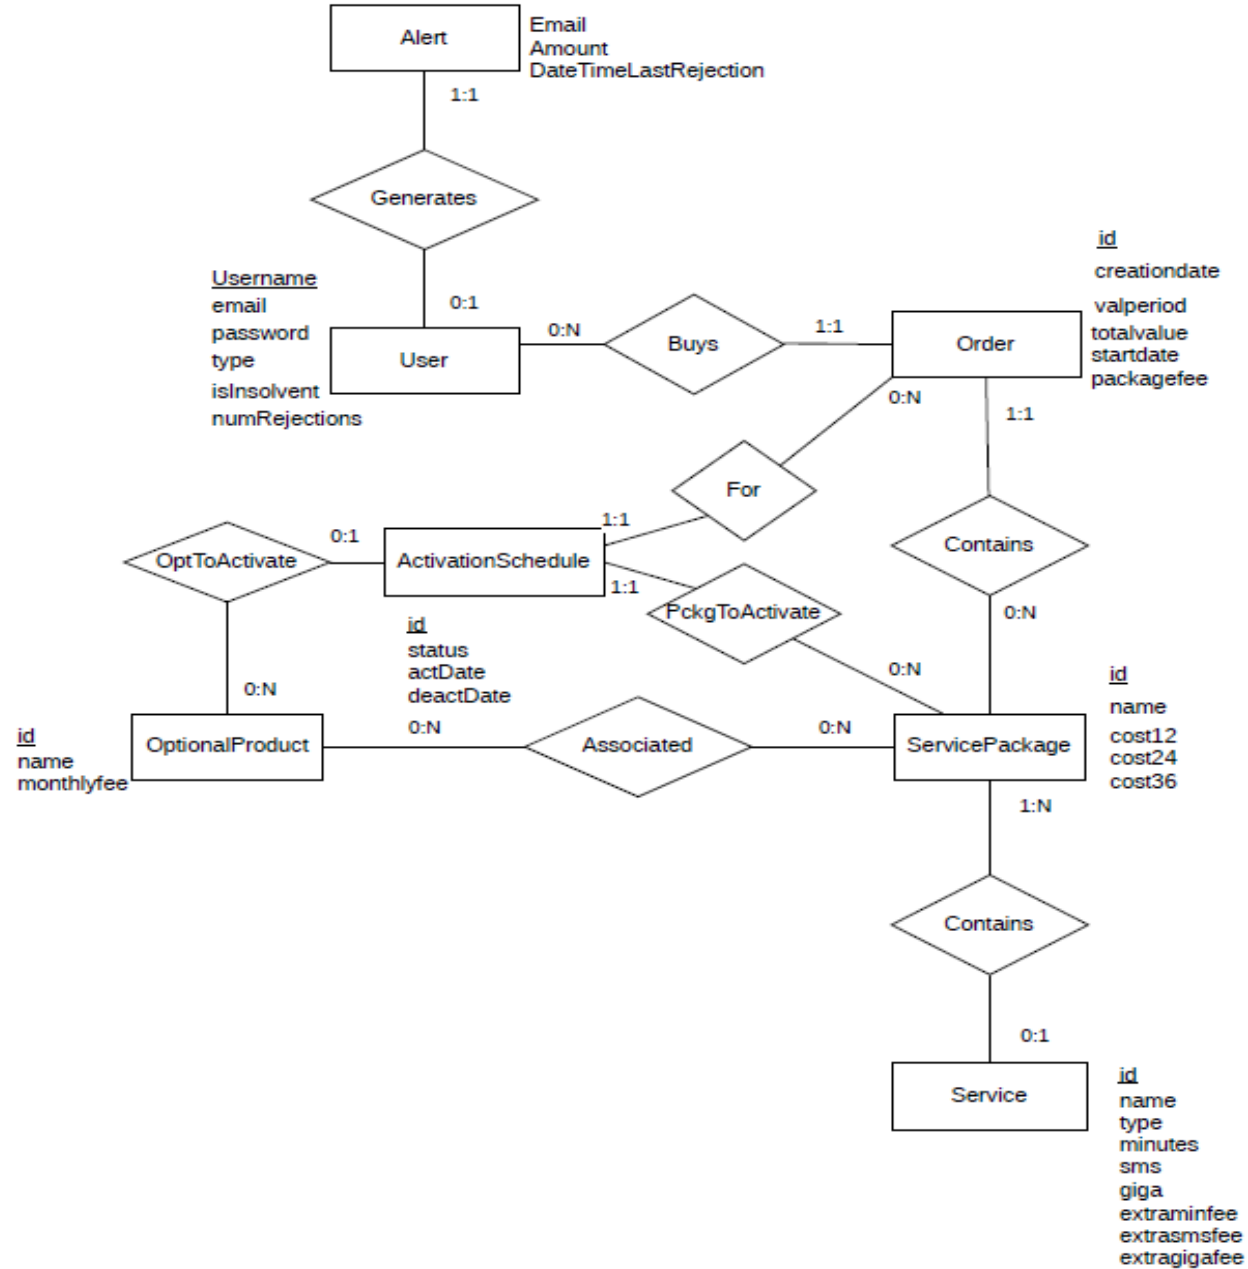 Alert
Email
Amount
DateTimeLastRejection
1:1
Generates
0:1
Username
email
password
type
isInsolvent
numRejections
User
0:N
Buys
1:1
Order
id
creationdate
valperiod
totalvalue
startdate
packagefee
0:N
1:1
For
1:1
OptToActivate
0:1
ActivationSchedule
1:1
Contains
PckgToActivate
0:N
id
status
actDate
deactDate
0:N
0:N
id
name
cost12
cost24
cost36
id
name
monthlyfee
OptionalProduct
0:N
Associated
0:N
ServicePackage
1:N
Contains
0:1
Service
id
name
type
minutes
sms
giga
extraminfee
extrasmsfee
extragigafee